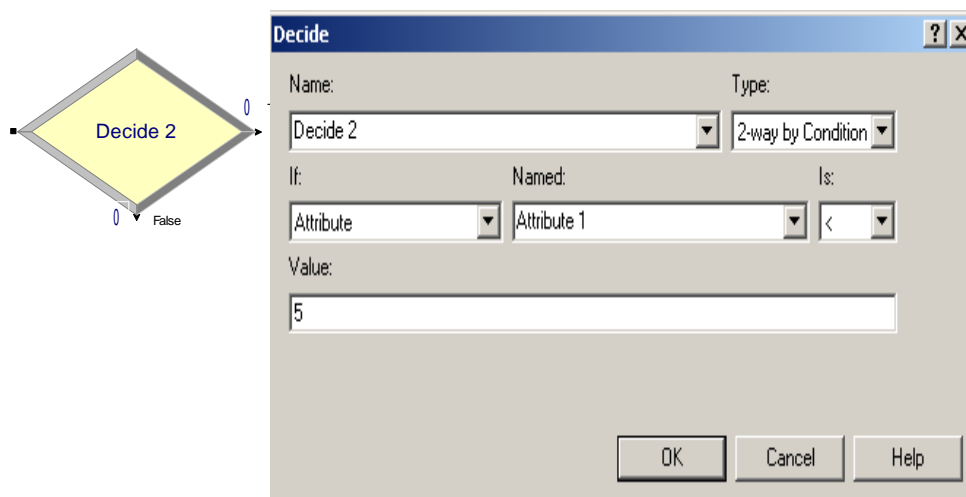 Decide
Name:
Type:
Decide 2
2-way by Condition
If:
Named:
Is:
Attribute
Attribute 1
<
Value:
5
OK
Cancel
Help
Decide 2
0
0
False